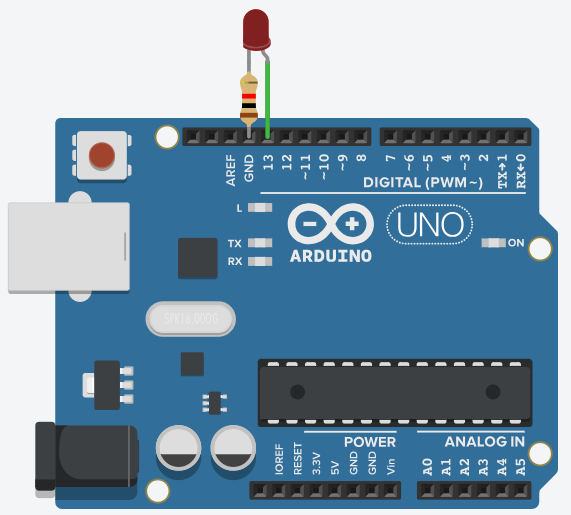 AREF
GND
13
12
~11
~10
~9
8
7
~6
~5
4
~3
2
TX→1
RX←0
DIGITAL (PWM~)
L
TX
RX
ARDUINO
UNO
ON
SPK16.000G
POWER
ANALOG IN
IOREF
RESET
3.3V
5V
GND
GND
Vin
A0
A1
A2
A3
A4
A5